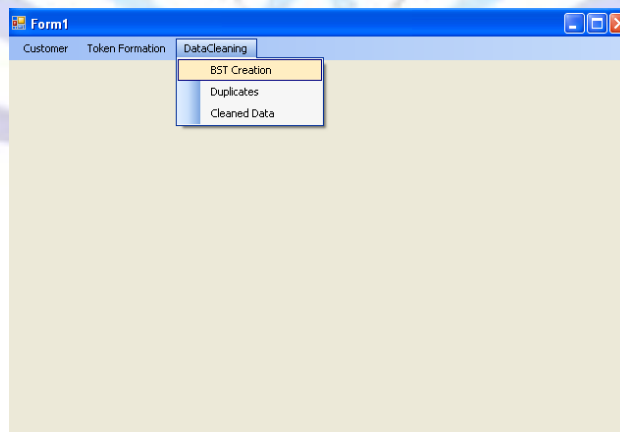 Form1
Customer Token Formation DataCleaning
BST Creation
Duplicates
Cleaned Data